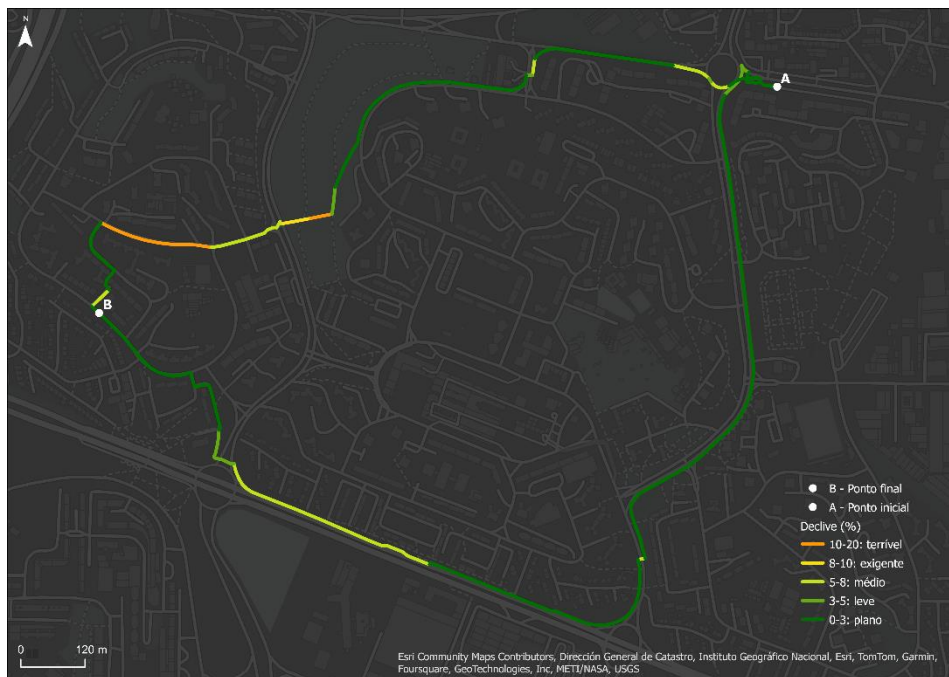 N
A
B
B - Ponto final
A - Ponto inicial
Declive (%)
10-20: terrível
8-10: exigente
5-8: médio
3-5: leve
0-3: plano
0 120 m
Esri Community Maps Contributors, Dirección General de Catastro, Instituto Geográfico Nacional, Esri, TomTom, Garmin,
Foursquare, GeoTechnologies, Inc, METI/NASA, USGS